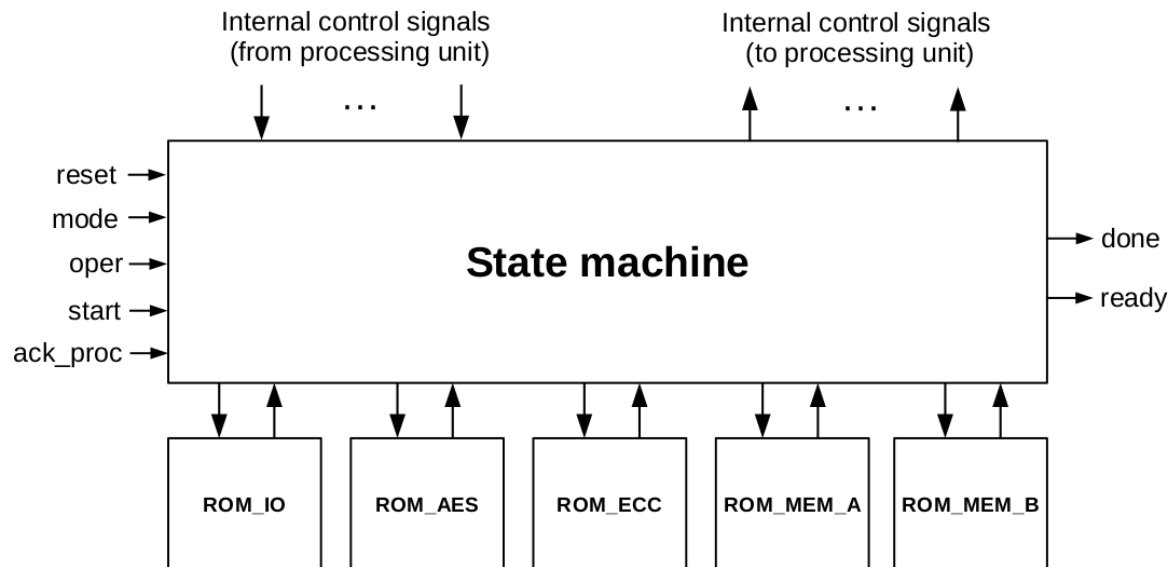 Internal control signals
(from processing unit)
Internal control signals
(to processing unit)
...
...
reset
mode
oper
start
ack_proc
State machine
done
ready
ROM_IO
ROM_AES
ROM_ECC
ROM_MEM_A
ROM_MEM_B